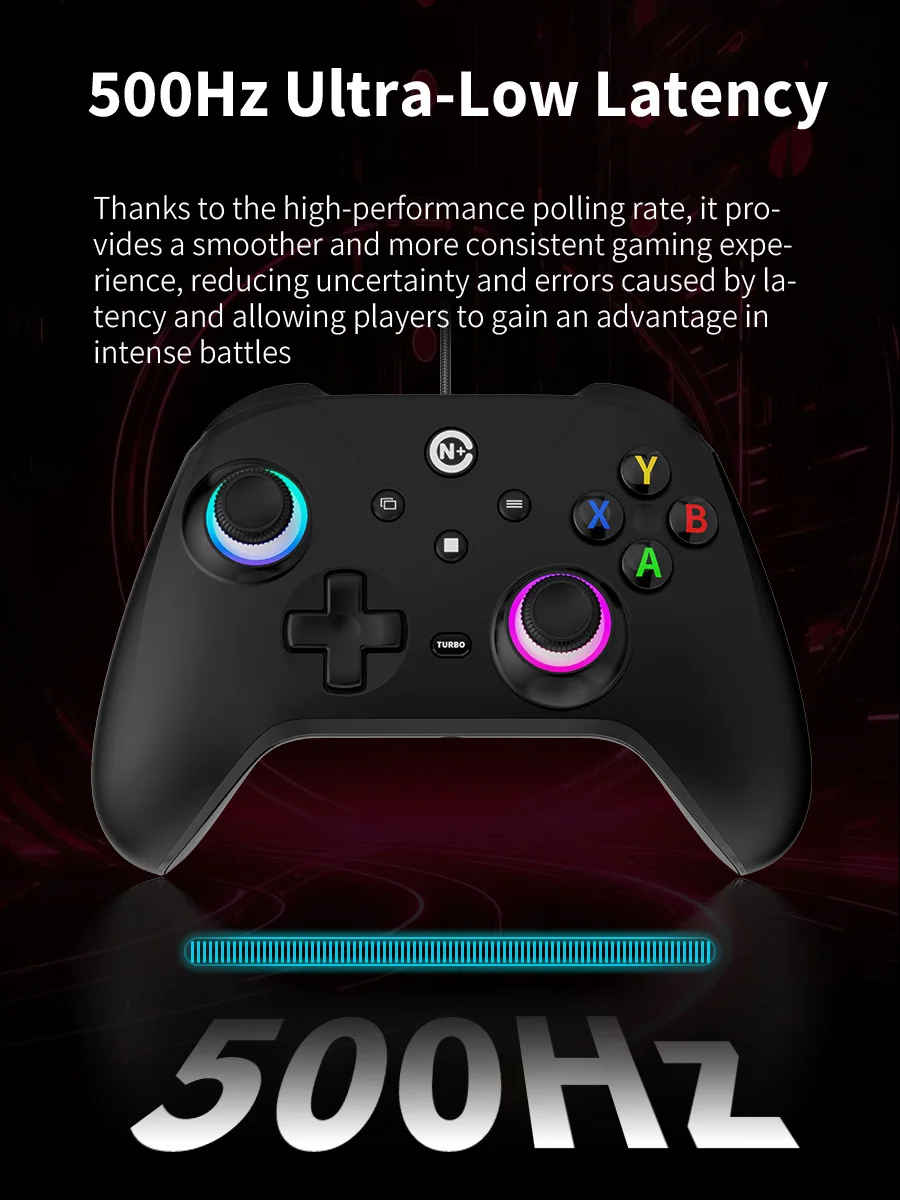 500Hz Ultra-Low Latency
Thanks to the high-performance polling rate, it pro-
vides a smoother and more consistent gaming expe-
rience, reducing uncertainty and errors caused by la-
tency and allowing players to gain an advantage in
intense battles
N+
Y
X
B
A
TURBO
500Hz